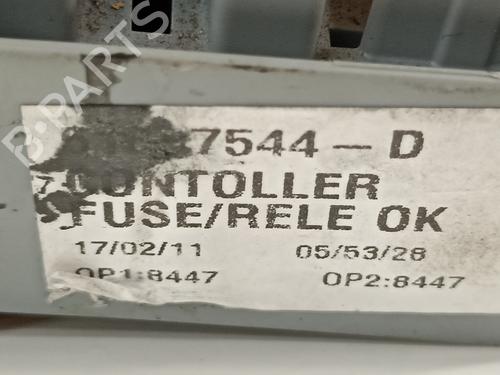 7544-D
CONTOLLER
FUSE/RELE OK
17/02/11 05/53/28
OP1:8447 OP2:8447
B-PARTS